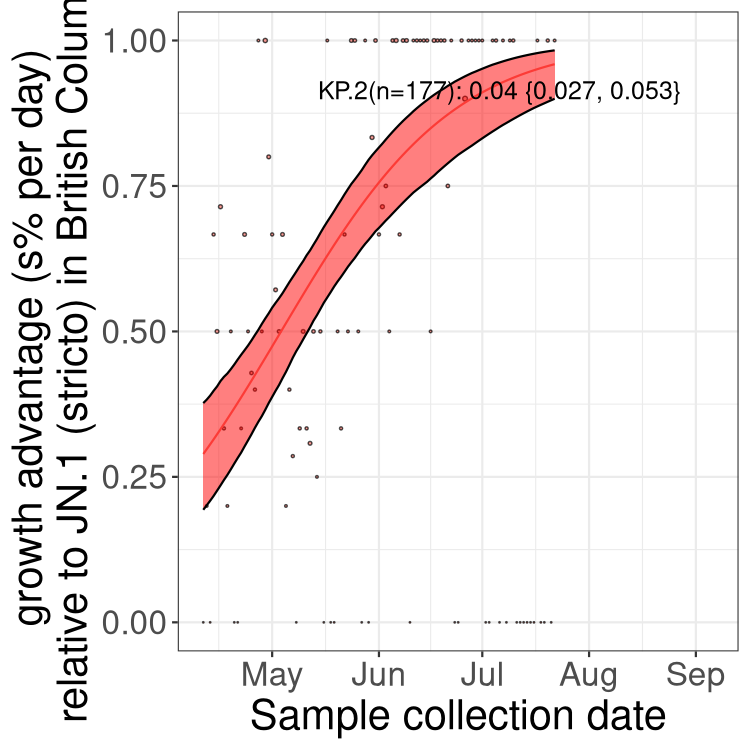 growth advantage (s% per day)
relative to JN.1 (stricto) in British Colum
1.00
0.75
0.50
0.25
0.00
KP.2(n=177): 0.04 {0.027, 0.053}
May Jun Jul Aug Sep
Sample collection date